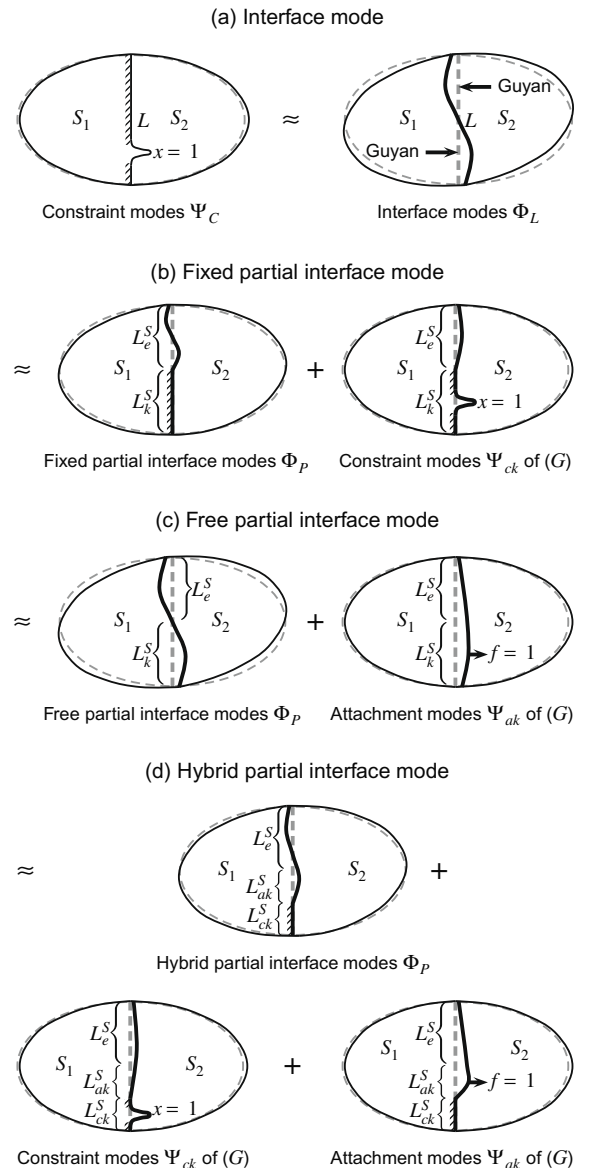 (a) Interface mode
S₁ L S₂ x = 1 ≈ S₁ L S₂ Guyan Guyan
Constraint modes Ψ_C Interface modes Φ_L
(b) Fixed partial interface mode
≈ L_e^S S₁ S₂ L_k^S + L_e^S S₁ S₂ L_k^S x = 1
Fixed partial interface modes Φ_P Constraint modes Ψ_ck of (G)
(c) Free partial interface mode
≈ L_e^S S₁ S₂ L_k^S + L_e^S S₁ S₂ L_k^S f = 1
Free partial interface modes Φ_P Attachment modes Ψ_ak of (G)
(d) Hybrid partial interface mode
≈ L_e^S S₁ S₂ L_ak^S L_ck^S +
Hybrid partial interface modes Φ_P
L_e^S S₁ S₂ L_ak^S L_ck^S x = 1 + L_e^S S₁ S₂ L_ak^S L_ck^S f = 1
Constraint modes Ψ_ck of (G) Attachment modes Ψ_ak of (G)